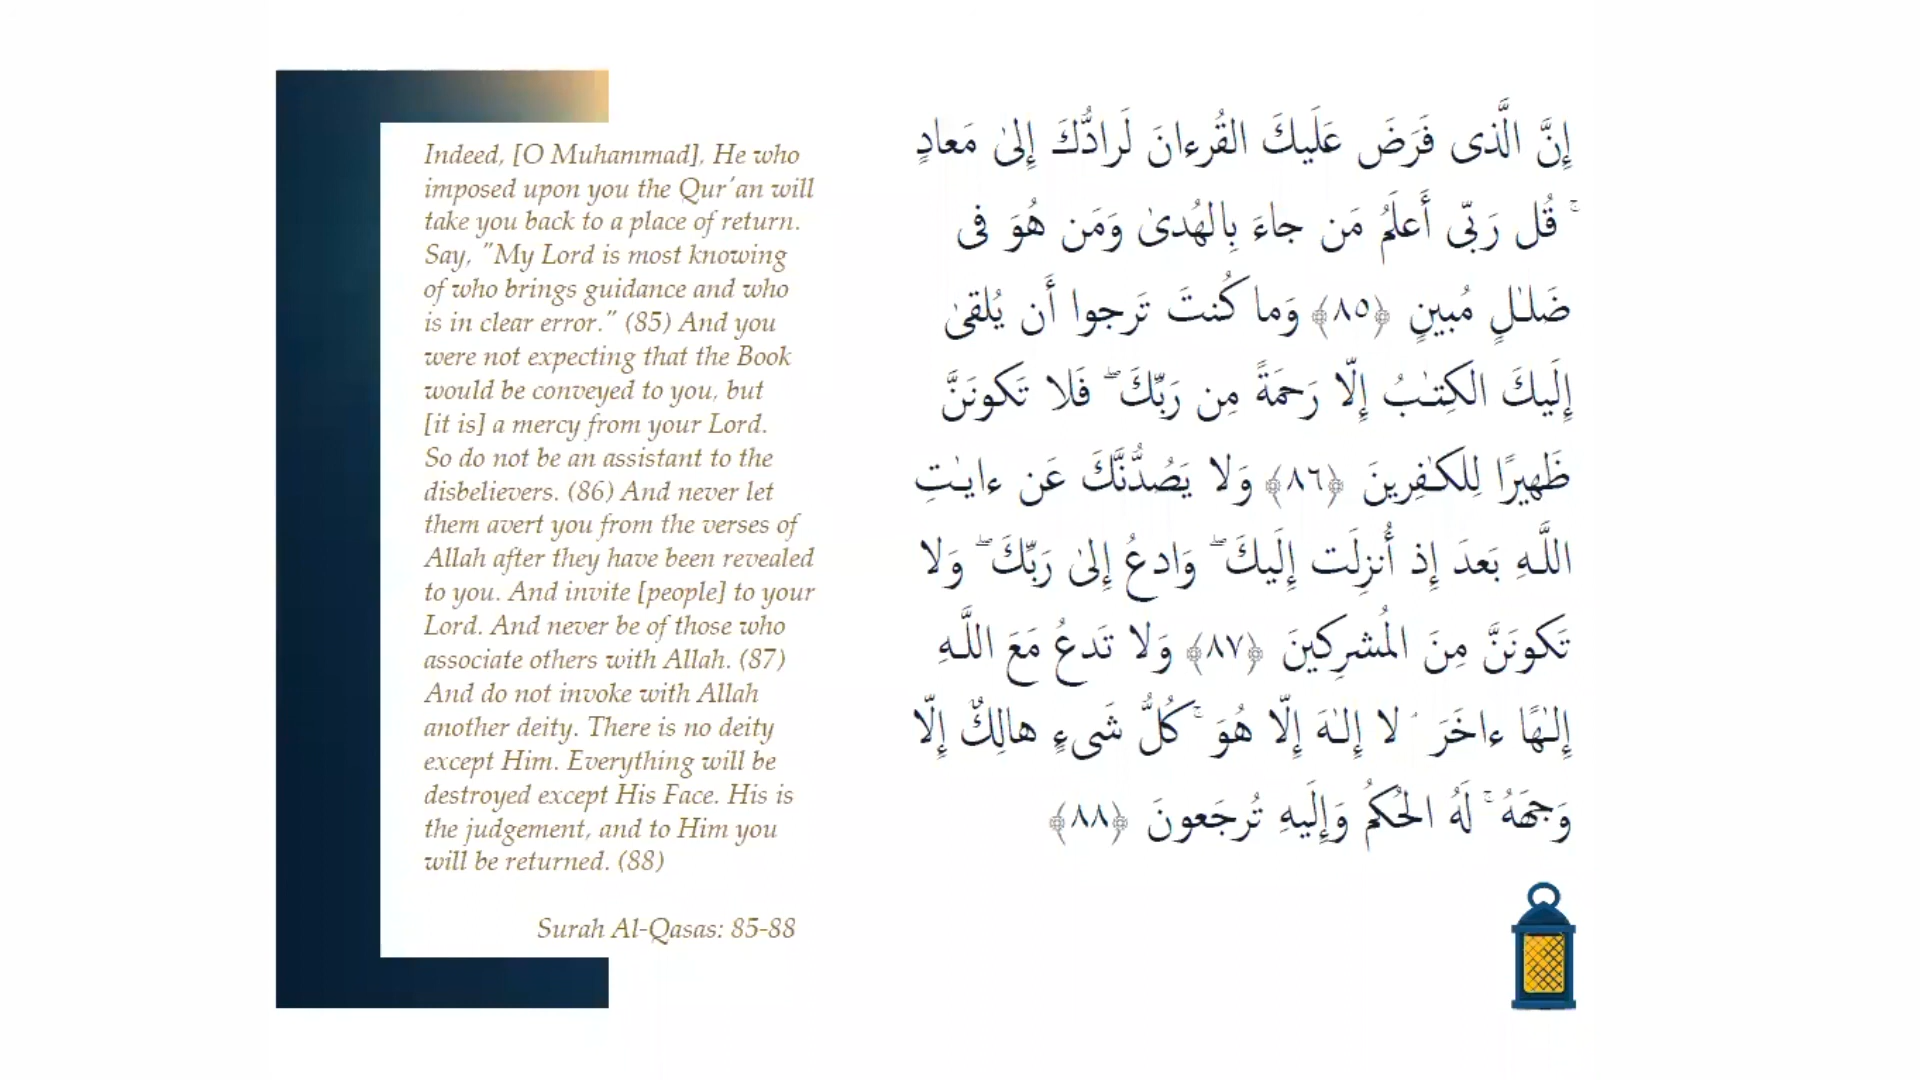 Indeed, [O Muhammad], He who
imposed upon you the Qur'an will
take you back to a place of return.
Say, "My Lord is most knowing
of who brings guidance and who
is in clear error." (85) And you
were not expecting that the Book
would be conveyed to you, but
[it is] a mercy from your Lord.
So do not be an assistant to the
disbelievers. (86) And never let
them avert you from the verses of
Allah after they have been revealed
to you. And invite [people] to your
Lord. And never be of those who
associate others with Allah. (87)
And do not invoke with Allah
another deity. There is no deity
except Him. Everything will be
destroyed except His Face. His is
the judgement, and to Him you
will be returned. (88)
Surah Al-Qasas: 85-88
إِنَّ الَّذى فَرَضَ عَلَيكَ القُرءانَ لَرادُّكَ إِلىٰ مَعادٍ
ۚ قُل رَبّى أَعلَمُ مَن جاءَ بِالهُدىٰ وَمَن هُوَ فى
ضَلـٰلٍ مُبينٍ ﴿٨٥﴾ وَما كُنتَ تَرجوا أَن يُلقىٰ
إِلَيكَ الكِتـٰبُ إِلّا رَحمَةً مِن رَبِّكَ ۖ فَلا تَكونَنَّ
ظَهيرًا لِلكـٰفِرينَ ﴿٨٦﴾ وَلا يَصُدُّنَّكَ عَن ءايـٰتِ
اللَّـهِ بَعدَ إِذ أُنزِلَت إِلَيكَ ۖ وَادعُ إِلىٰ رَبِّكَ ۖ وَلا
تَكونَنَّ مِنَ المُشرِكينَ ﴿٨٧﴾ وَلا تَدعُ مَعَ اللَّـهِ
إِلـٰهًا ءاخَرَ ۘ لا إِلـٰهَ إِلّا هُوَ ۚ كُلُّ شَىءٍ هالِكٌ إِلّا
وَجهَهُ ۚ لَهُ الحُكمُ وَإِلَيهِ تُرجَعونَ ﴿٨٨﴾